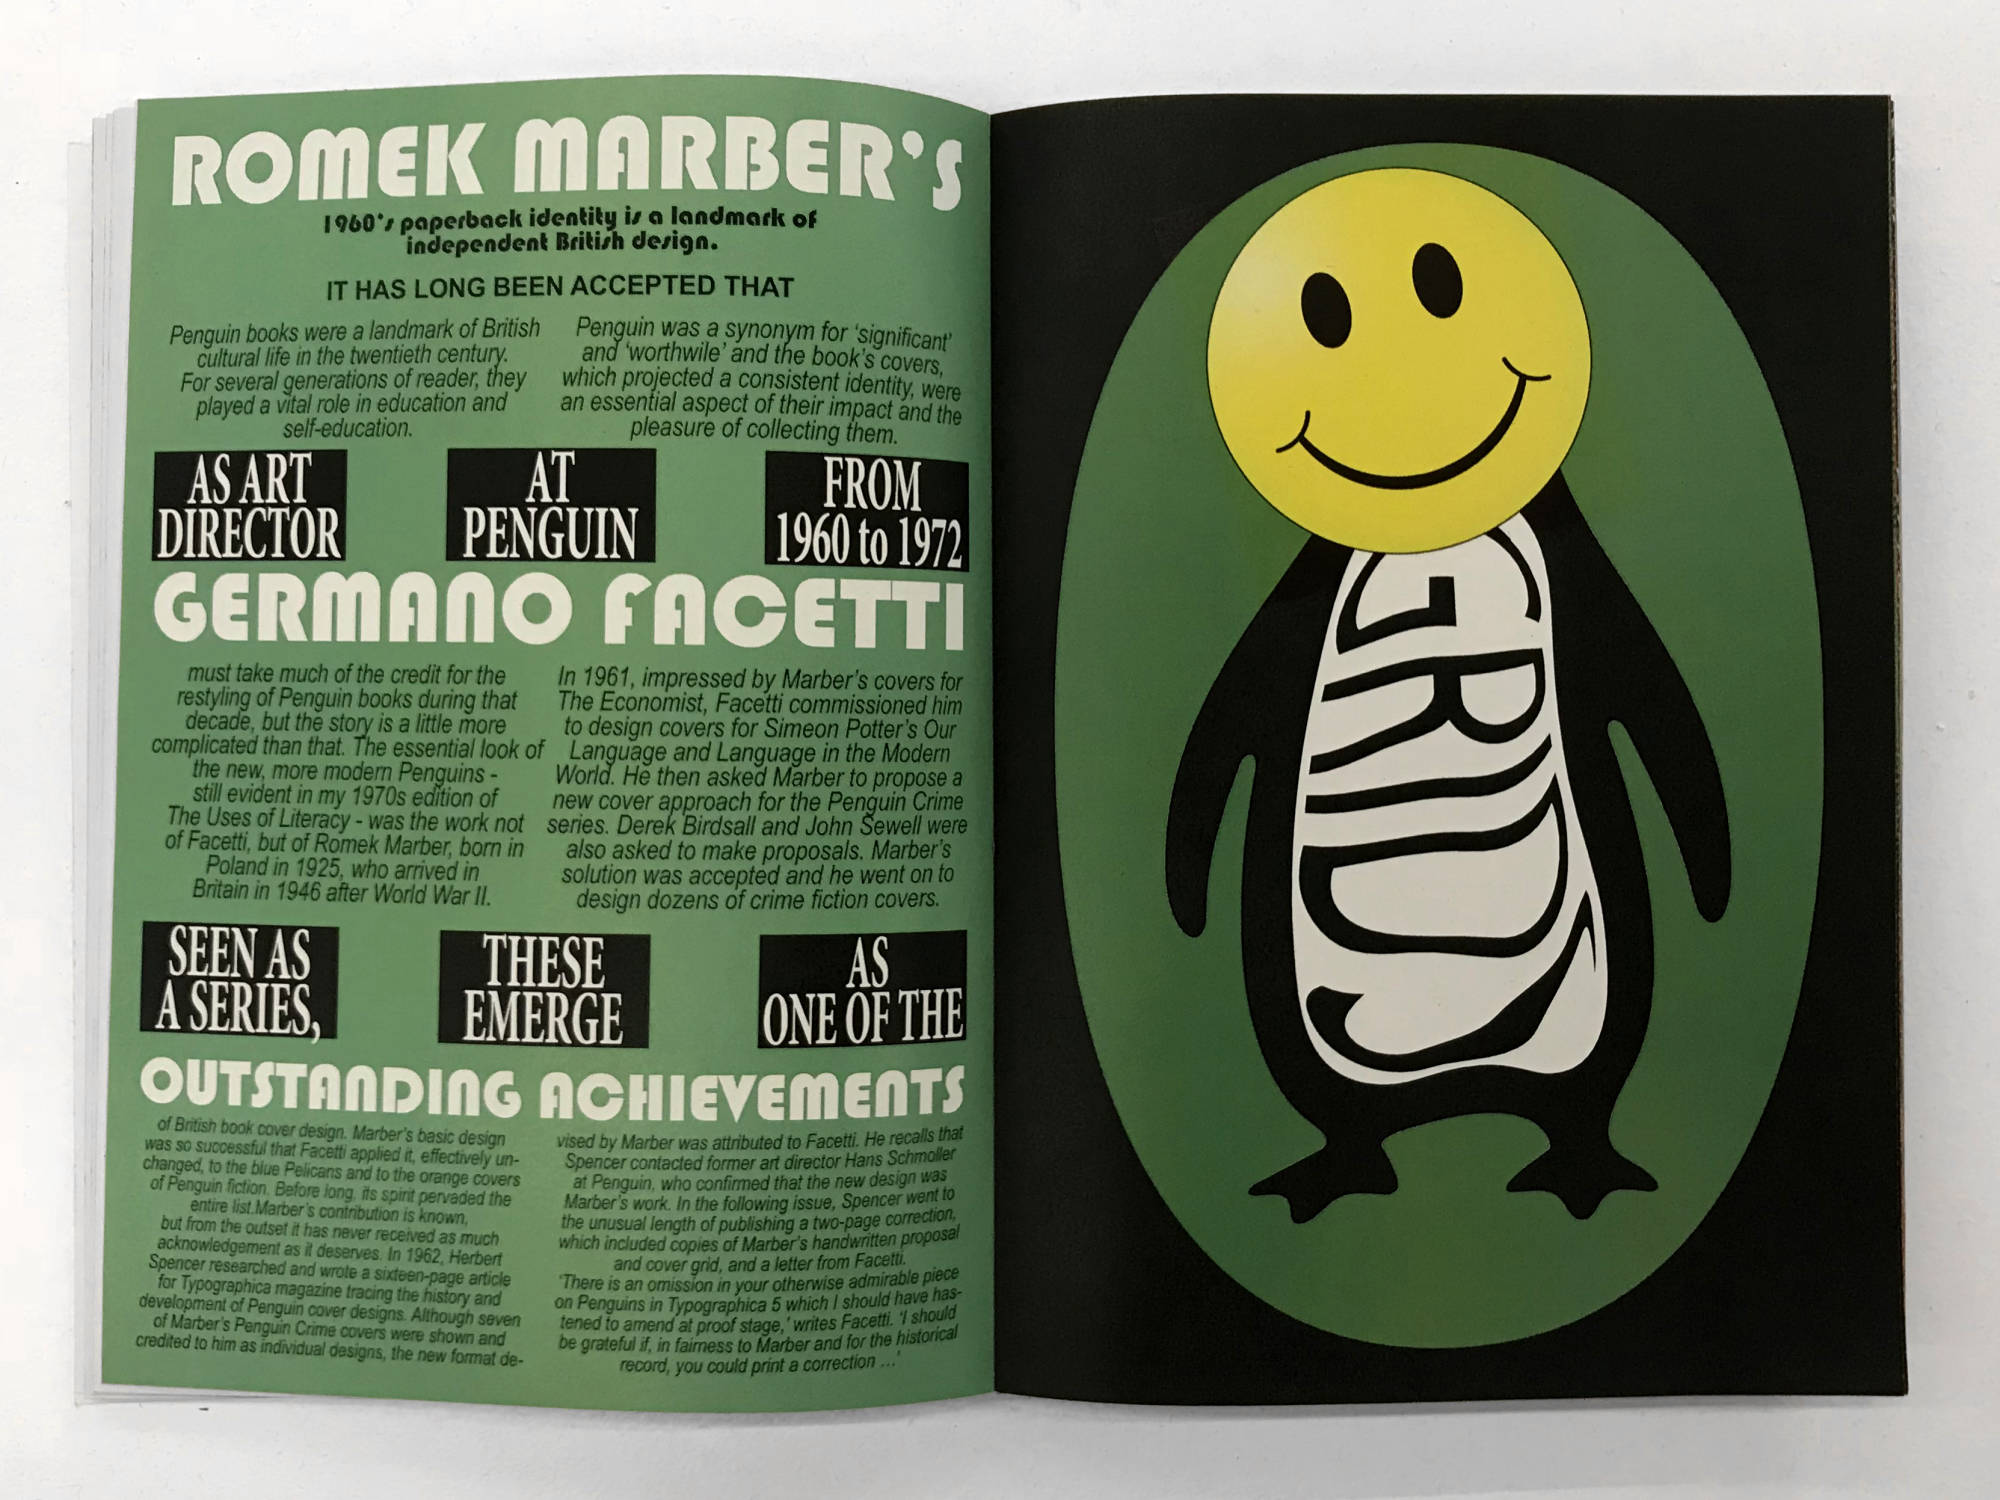 ROMEK MARBER'S
1960's paperback identity is a landmark of
independent British design.
IT HAS LONG BEEN ACCEPTED THAT
Penguin books were a landmark of British
cultural life in the twentieth century.
For several generations of reader, they
played a vital role in education and
self-education.
Penguin was a synonym for 'significant'
and 'worthwile' and the book's covers,
which projected a consistent identity, were
an essential aspect of their impact and the
pleasure of collecting them.
AS ART
DIRECTOR
AT
PENGUIN
FROM
1960 to 1972
GERMANO FACETTI
must take much of the credit for the
restyling of Penguin books during that
decade, but the story is a little more
complicated than that. The essential look of
the new, more modern Penguins -
still evident in my 1970s edition of
The Uses of Literacy - was the work not
of Facetti, but of Romek Marber, born in
Poland in 1925, who arrived in
Britain in 1946 after World War II.
In 1961, impressed by Marber's covers for
The Economist, Facetti commissioned him
to design covers for Simeon Potter's Our
Language and Language in the Modern
World. He then asked Marber to propose a
new cover approach for the Penguin Crime
series. Derek Birdsall and John Sewell were
also asked to make proposals. Marber's
solution was accepted and he went on to
design dozens of crime fiction covers.
SEEN AS
A SERIES,
THESE
EMERGE
AS
ONE OF THE
OUTSTANDING ACHIEVEMENTS
of British book cover design. Marber's basic design
was so successful that Facetti applied it, effectively un-
changed, to the blue Pelicans and to the orange covers
of Penguin fiction. Before long, its spirit pervaded the
entire list.Marber's contribution is known,
but from the outset it has never received as much
acknowledgement as it deserves. In 1962, Herbert
Spencer researched and wrote a sixteen-page article
for Typographica magazine tracing the history and
development of Penguin cover designs. Although seven
of Marber's Penguin Crime covers were shown and
credited to him as individual designs, the new format de-
vised by Marber was attributed to Facetti. He recalls that
Spencer contacted former art director Hans Schmoller
at Penguin, who confirmed that the new design was
Marber's work. In the following issue, Spencer went to
the unusual length of publishing a two-page correction,
which included copies of Marber's handwritten proposal
and cover grid, and a letter from Facetti.
'There is an omission in your otherwise admirable piece
on Penguins in Typographica 5 which I should have has-
tened to amend at proof stage,' writes Facetti. 'I should
be grateful if, in fairness to Marber and for the historical
record, you could print a correction ...'
GRIDS